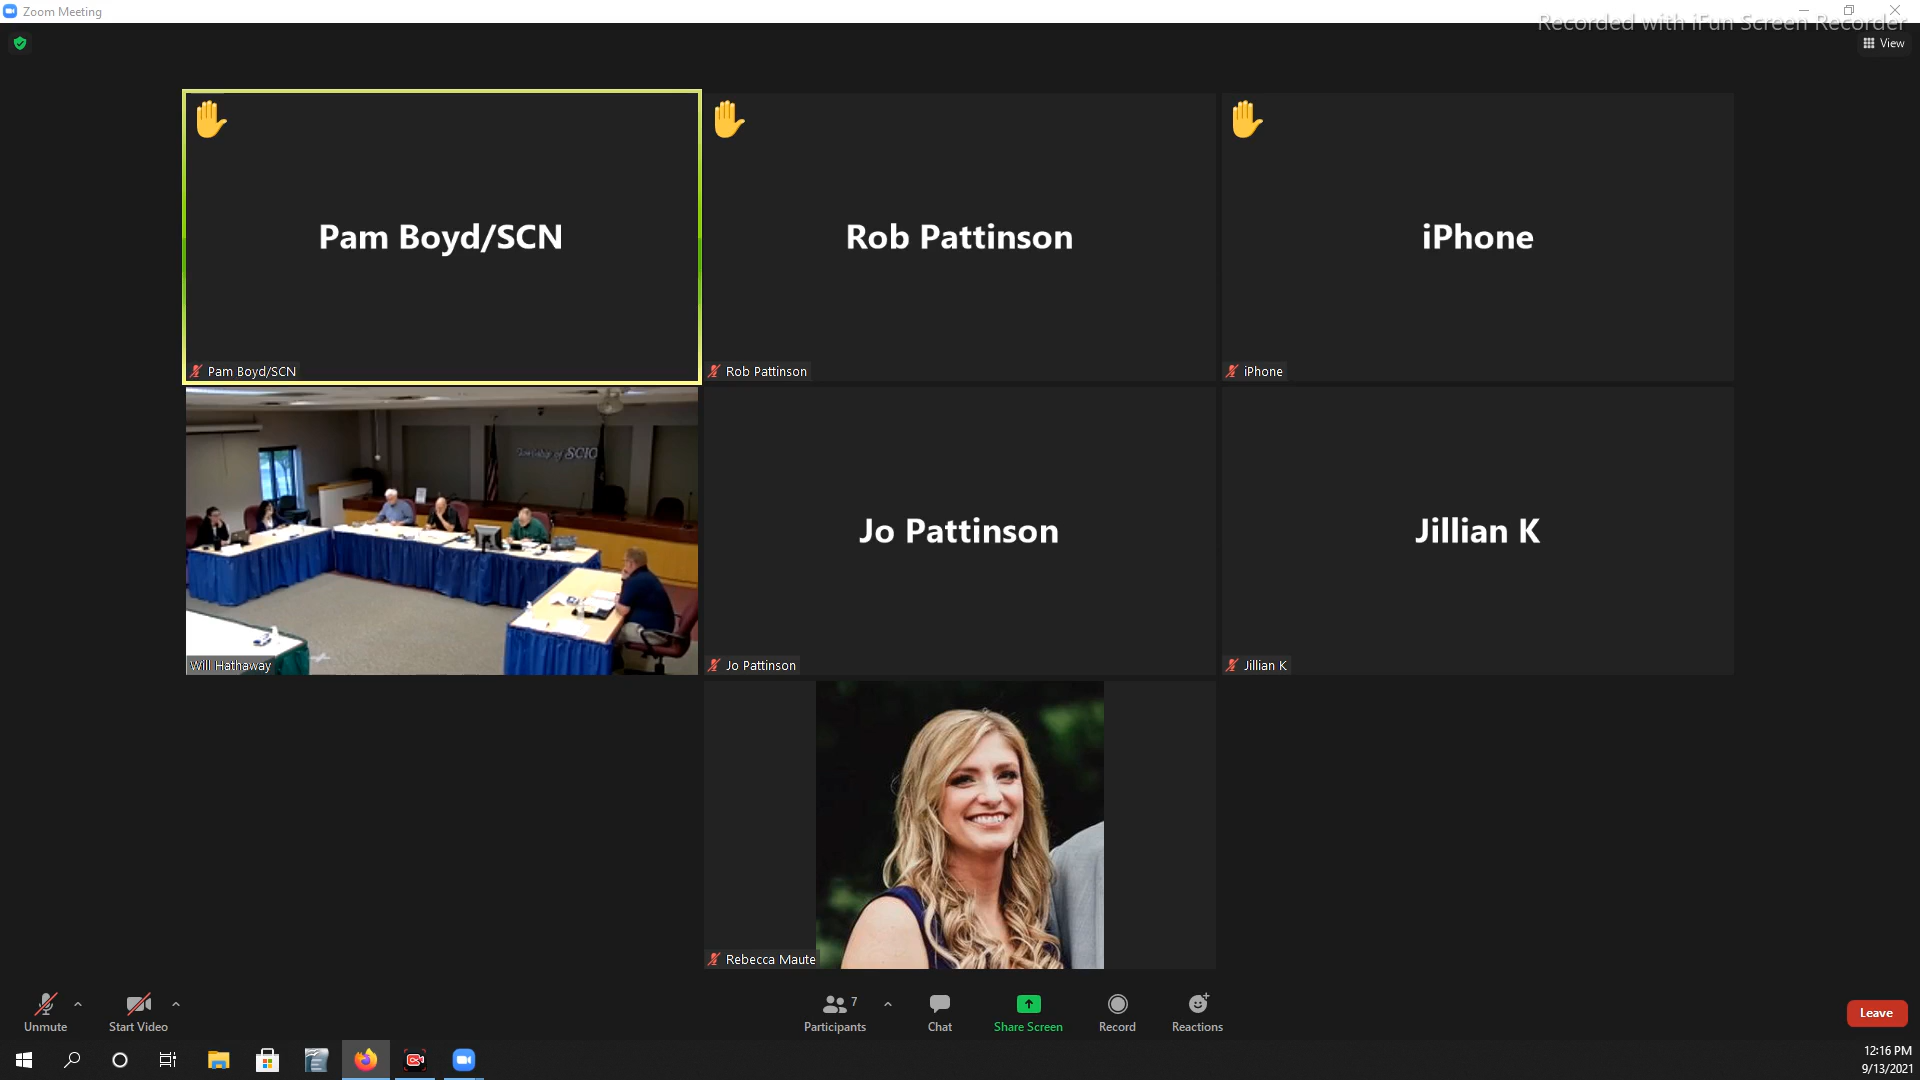 Zoom Meeting
Recorded with iFun Screen Recorder
View
Pam Boyd/SCN
Rob Pattinson
iPhone
Pam Boyd/SCN
Rob Pattinson
iPhone
Township of SCIO
Jo Pattinson
Jillian K
Will Hathaway
Jo Pattinson
Jillian K
Rebecca Maute
Unmute
Start Video
Participants
7
Chat
Share Screen
Record
Reactions
Leave
12:16 PM
9/13/2021